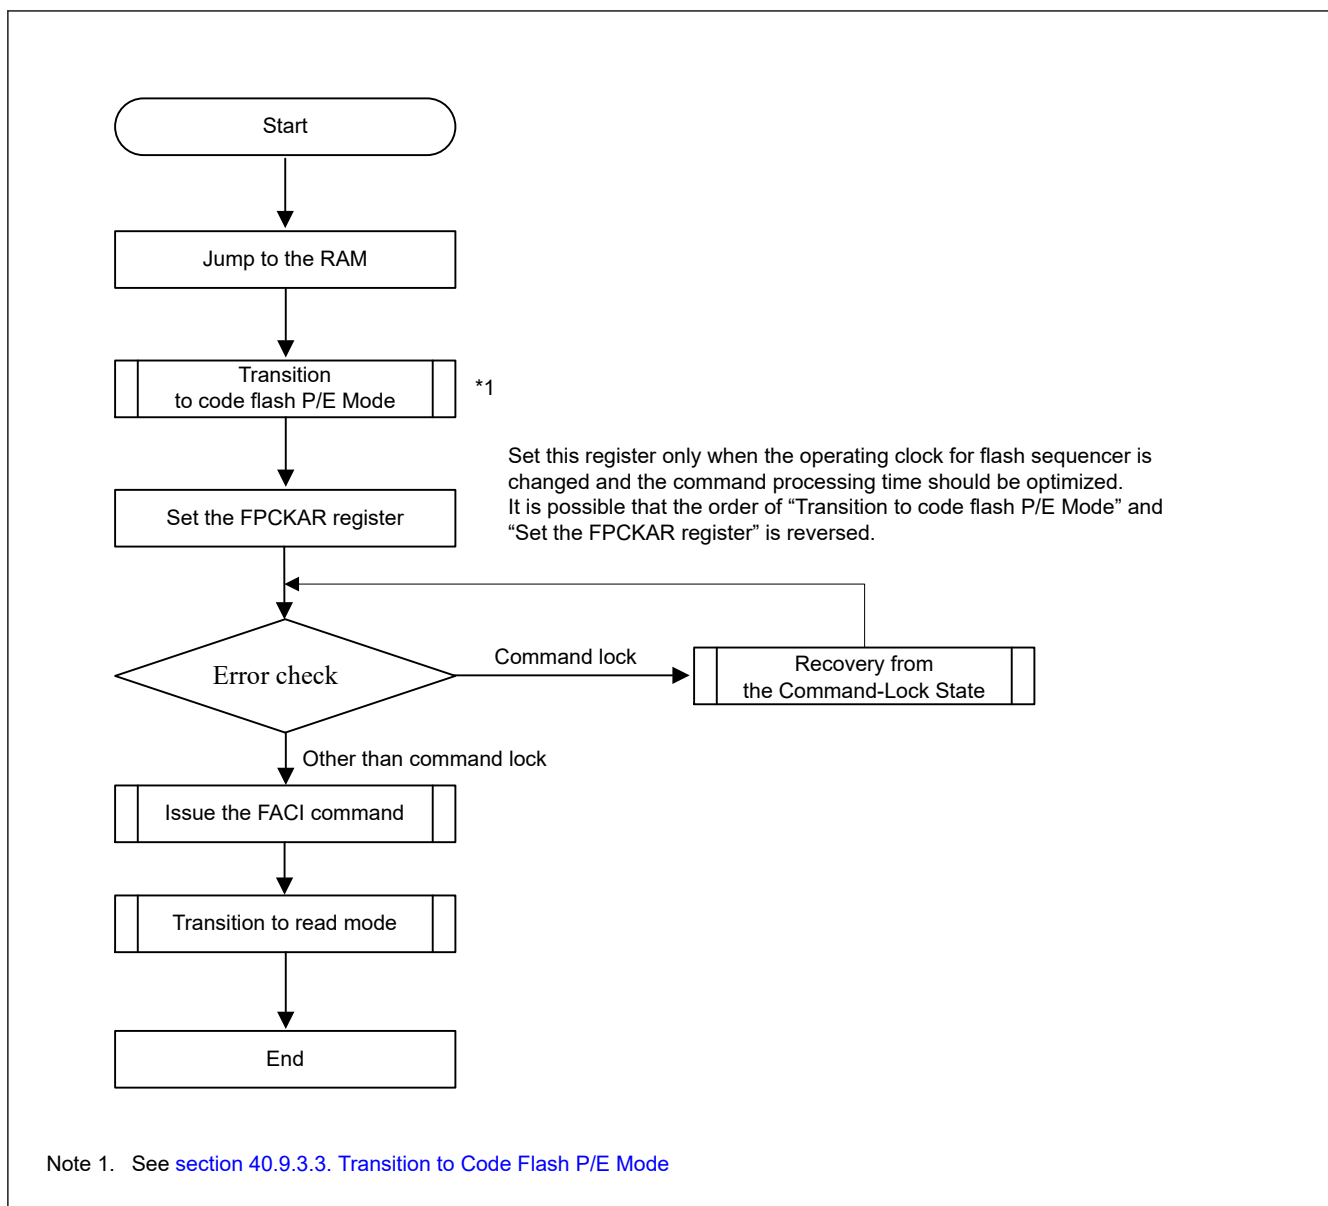 Start
Jump to the RAM
Transition
to code flash P/E Mode
*1
Set this register only when the operating clock for flash sequencer is
changed and the command processing time should be optimized.
It is possible that the order of “Transition to code flash P/E Mode” and
“Set the FPCKAR register” is reversed.
Set the FPCKAR register
Error check
Command lock
Recovery from
the Command-Lock State
Other than command lock
Issue the FACI command
Transition to read mode
End
Note 1. See section 40.9.3.3. Transition to Code Flash P/E Mode